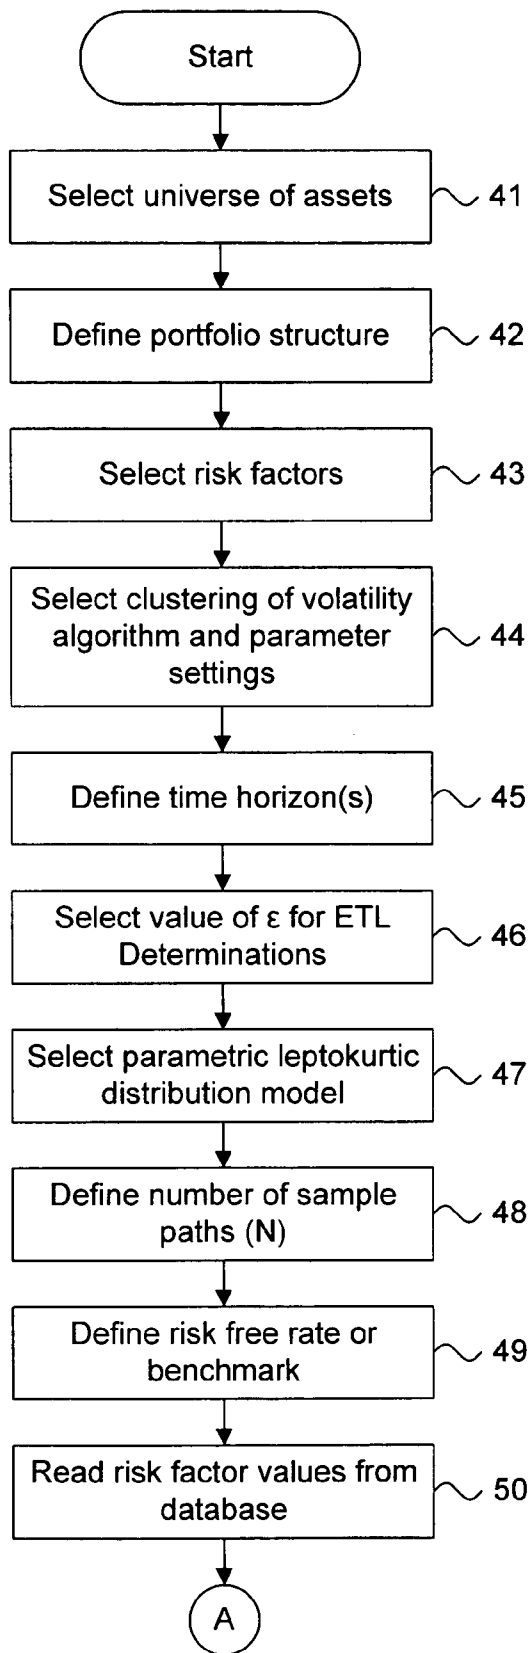 Start
Select universe of assets
41
Define portfolio structure
42
Select risk factors
43
Select clustering of volatility
algorithm and parameter
settings
44
Define time horizon(s)
45
Select value of ε for ETL
Determinations
46
Select parametric leptokurtic
distribution model
47
Define number of sample
paths (N)
48
Define risk free rate or
benchmark
49
Read risk factor values from
database
50
A